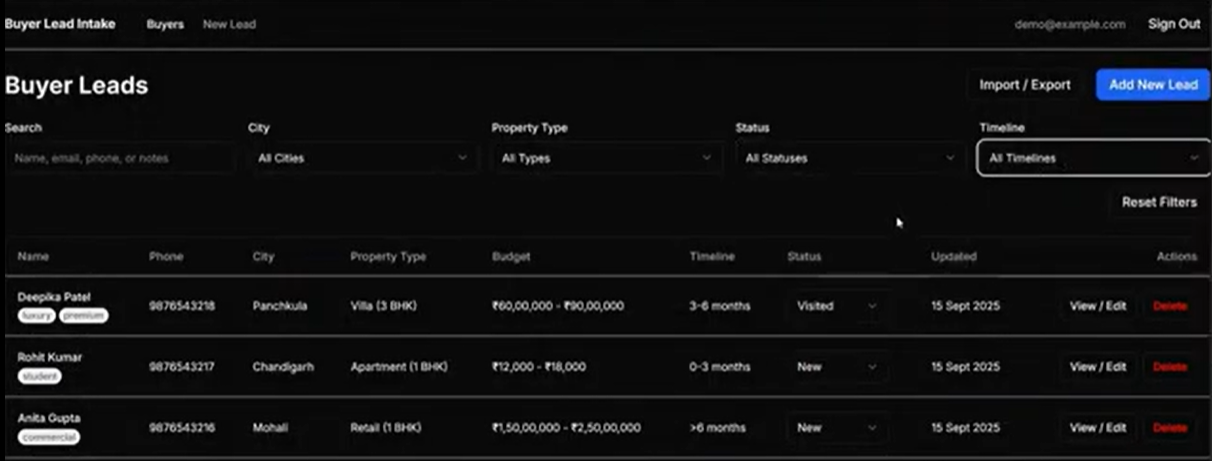 Buyer Lead Intake Buyers New Lead demo@example.com Sign Out
Buyer Leads Import / Export Add New Lead
Search City Property Type Status Timeline
Name, email, phone, or notes All Cities All Types All Statuses All Timelines
Reset Filters
Name Phone City Property Type Budget Timeline Status Updated Actions
Deepika Patel
luxury premium
9876543218 Panchkula Villa (3 BHK) ₹60,00,000 - ₹90,00,000 3-6 months Visited 15 Sept 2025 View / Edit Delete
Rohit Kumar
student
9876543217 Chandigarh Apartment (1 BHK) ₹12,000 - ₹18,000 0-3 months New 15 Sept 2025 View / Edit Delete
Anita Gupta
commercial
9876543216 Mohali Retail (1 BHK) ₹1,50,00,000 - ₹2,50,00,000 >6 months New 15 Sept 2025 View / Edit Delete